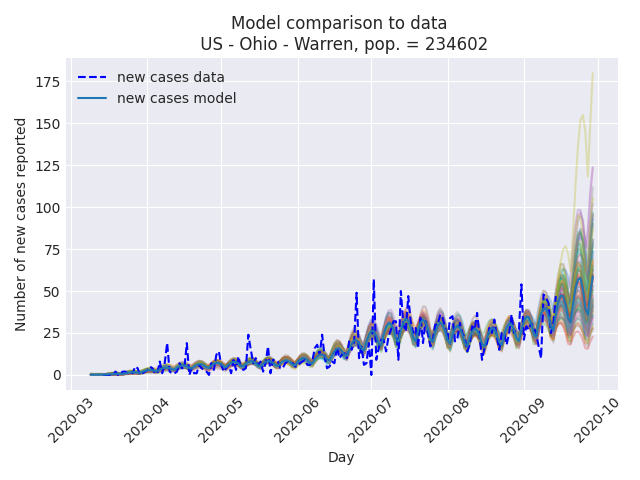 Model comparison to data
US - Ohio - Warren, pop. = 234602
new cases data
new cases model
Number of new cases reported
175
150
125
100
75
50
25
0
2020-03
2020-04
2020-05
2020-06
2020-07
2020-08
2020-09
2020-10
Day